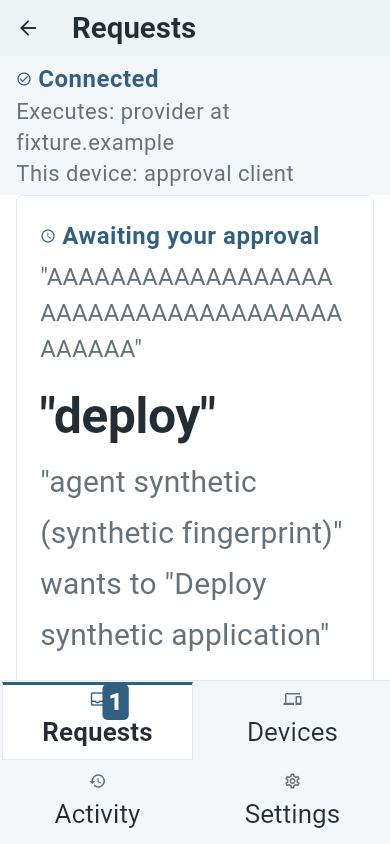 Requests
Connected
Executes: provider at
fixture.example
This device: approval client
Awaiting your approval
"AAAAAAAAAAAAAAAAAA
AAAAAAAAAAAAAAAAAAA
AAAAAA"
"deploy"
"agent synthetic
(synthetic fingerprint)"
wants to "Deploy
synthetic application"
1
Requests
Devices
Activity
Settings